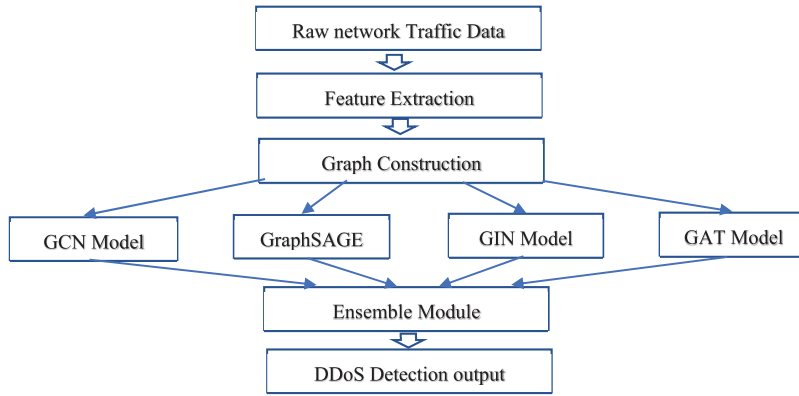 Raw network Traffic Data
Feature Extraction
Graph Construction
GCN Model
GraphSAGE
GIN Model
GAT Model
Ensemble Module
DDoS Detection output